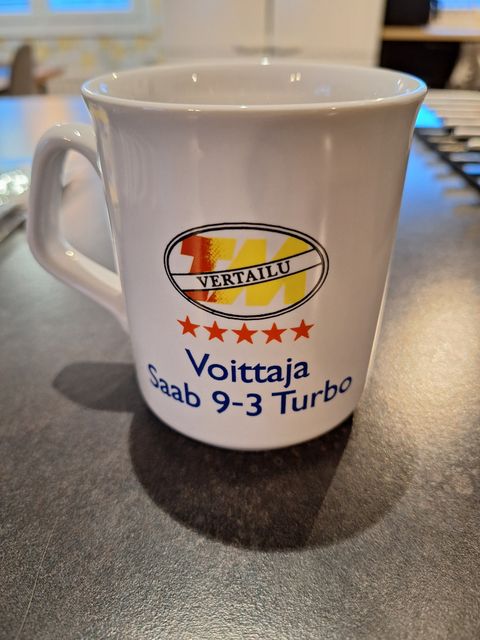 TM
VERTAILU
Voittaja
Saab 9-3 Turbo